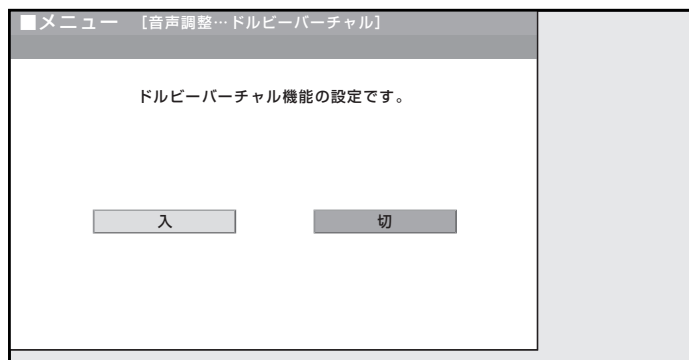 ■メニュー [音声調整…ドルビーバーチャル]
ドルビーバーチャル機能の設定です。
入 切